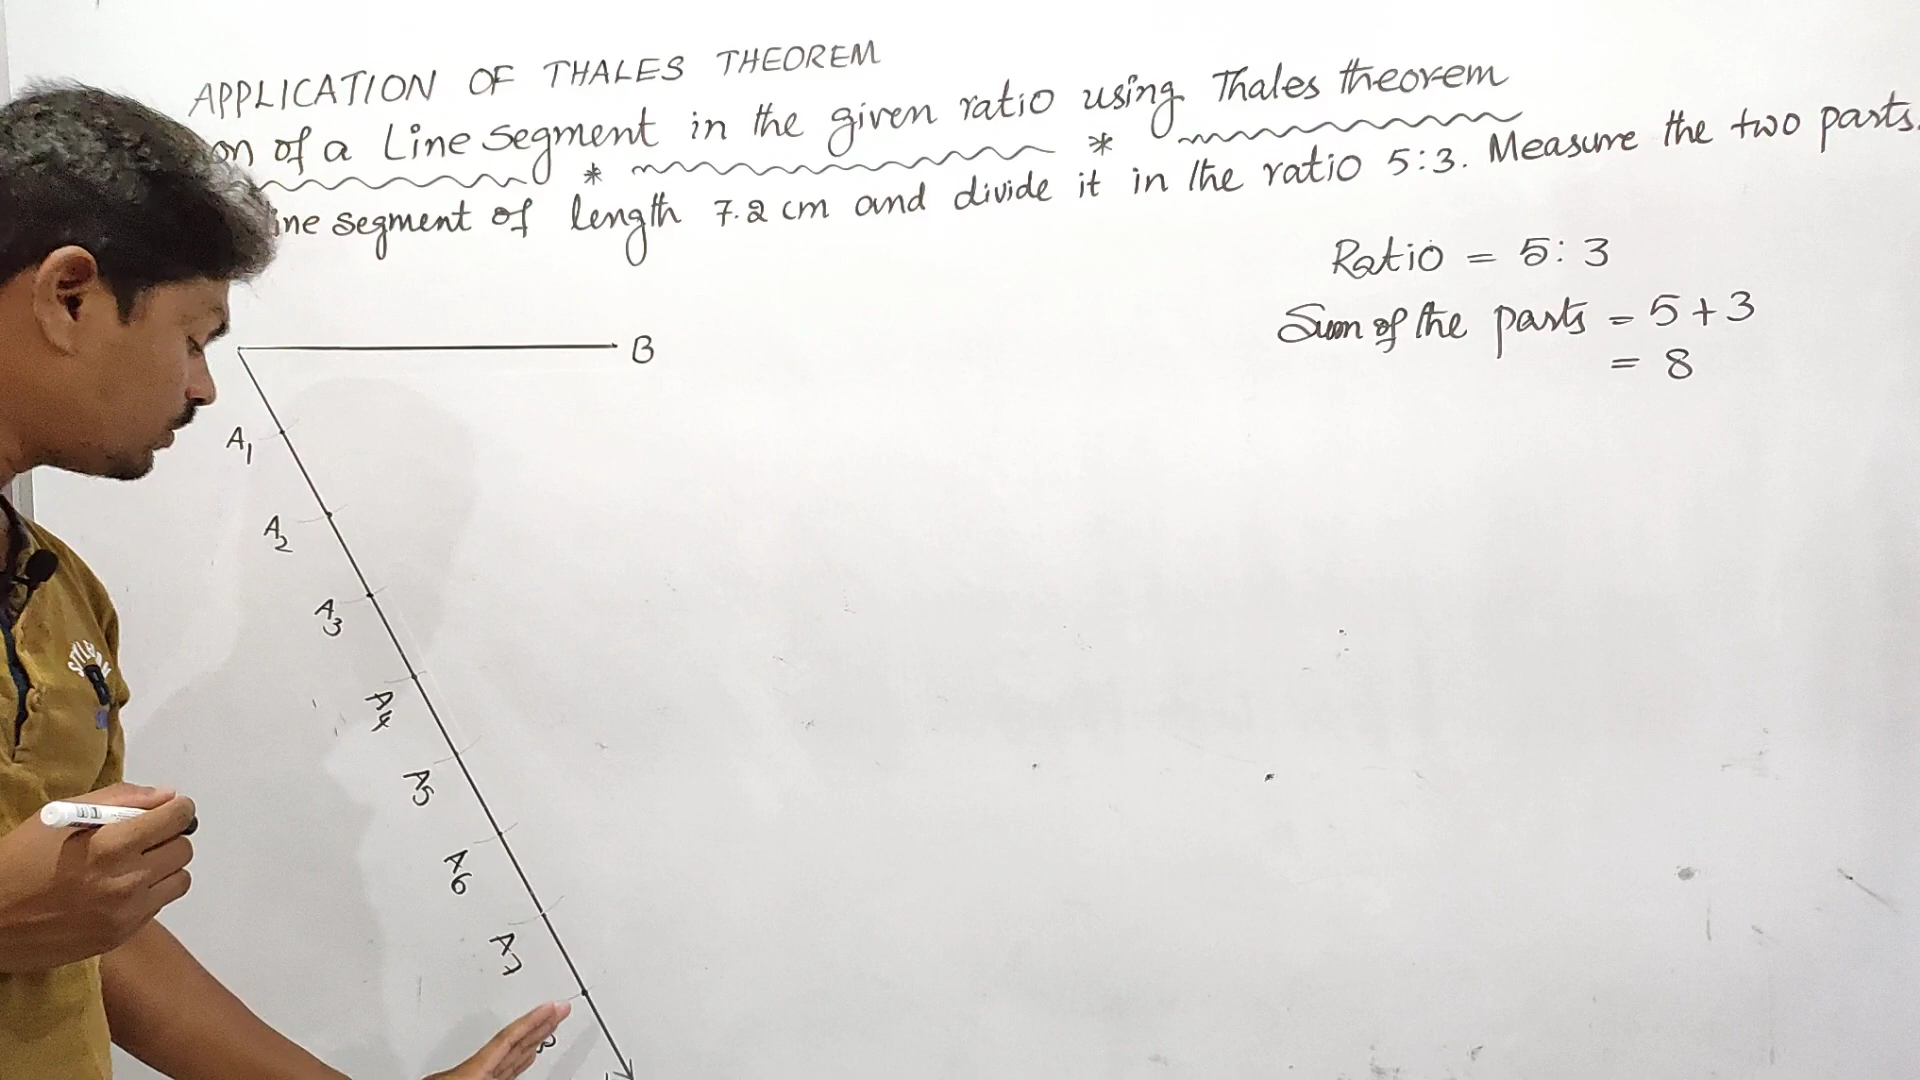 APPLICATION OF THALES THEOREM
on of a Line Segment in the given ratio using Thales theorem
* *
ine segment of length 7.2 cm and divide it in the ratio 5:3. Measure the two parts.
Ratio = 5:3
Sum of the parts = 5+3
= 8
B
A1
A2
A3
A4
A5
A6
A7